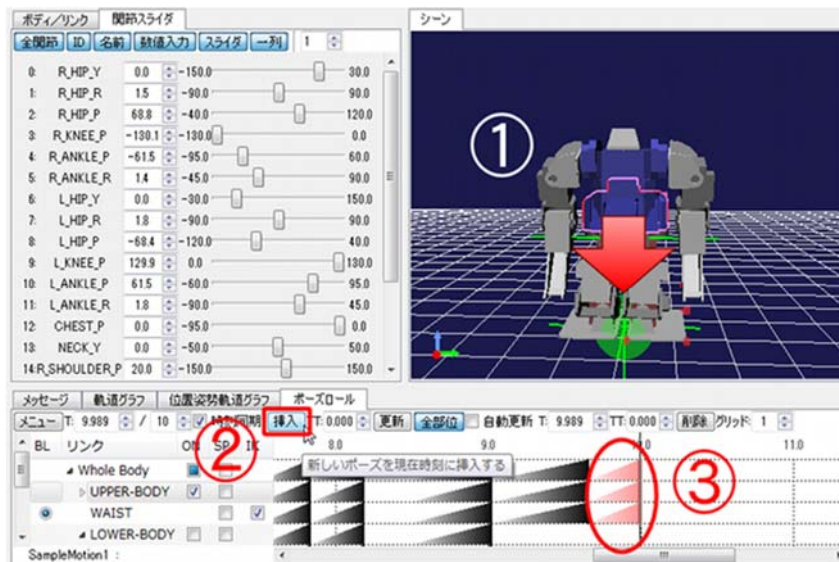 ボディ/リンク 関節スライダ
全関節 ID 名前 数値入力 スライダ 一列 1
0: R_HIP_Y 0.0 -150.0 30.0
1: R_HIP_R 1.5 -90.0 90.0
2: R_HIP_P 68.8 -40.0 120.0
3: R_KNEE_P -130.1 -130.0 0.0
4: R_ANKLE_P -61.5 -95.0 60.0
5: R_ANKLE_R 1.4 -45.0 90.0
6: L_HIP_Y 0.0 -30.0 150.0
7: L_HIP_R 1.8 -90.0 90.0
8: L_HIP_P -68.4 -120.0 40.0
9: L_KNEE_P 129.9 0.0 130.0
10: L_ANKLE_P 61.5 -60.0 95.0
11: L_ANKLE_R 1.8 -90.0 45.0
12: CHEST_P 0.0 -95.0 0.0
13: NECK_Y 0.0 -50.0 50.0
14: R_SHOULDER_P 20.0 -150.0 150.0
シーン
①
メッセージ 軌道グラフ 位置姿勢軌道グラフ ポーズロール
メニュー T: 9.989 / 10 期 挿入 TT: 0.000 更新 全部位 自動更新 T: 9.989 TT: 0.000 削除 グリッド: 1
②
BL リンク ON SP IK 8.0 9.0 11.0
新しいポーズを現在時刻に挿入する
③
Whole Body
UPPER-BODY
WAIST
LOWER-BODY
SampleMotion1 :